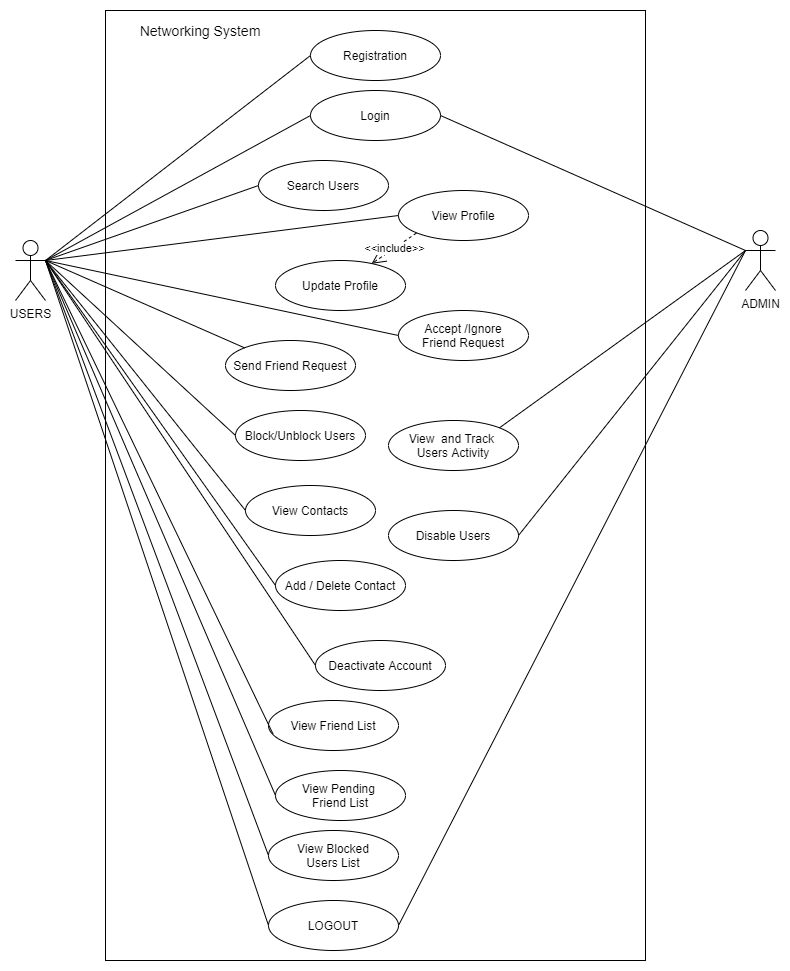 Networking System
Registration
Login
Search Users
View Profile
<<include>>
USERS
ADMIN
Update Profile
Accept /Ignore
Friend Request
Send Friend Request
Block/Unblock Users
View and Track
Users Activity
View Contacts
Disable Users
Add / Delete Contact
Deactivate Account
View Friend List
View Pending
Friend List
View Blocked
Users List
LOGOUT